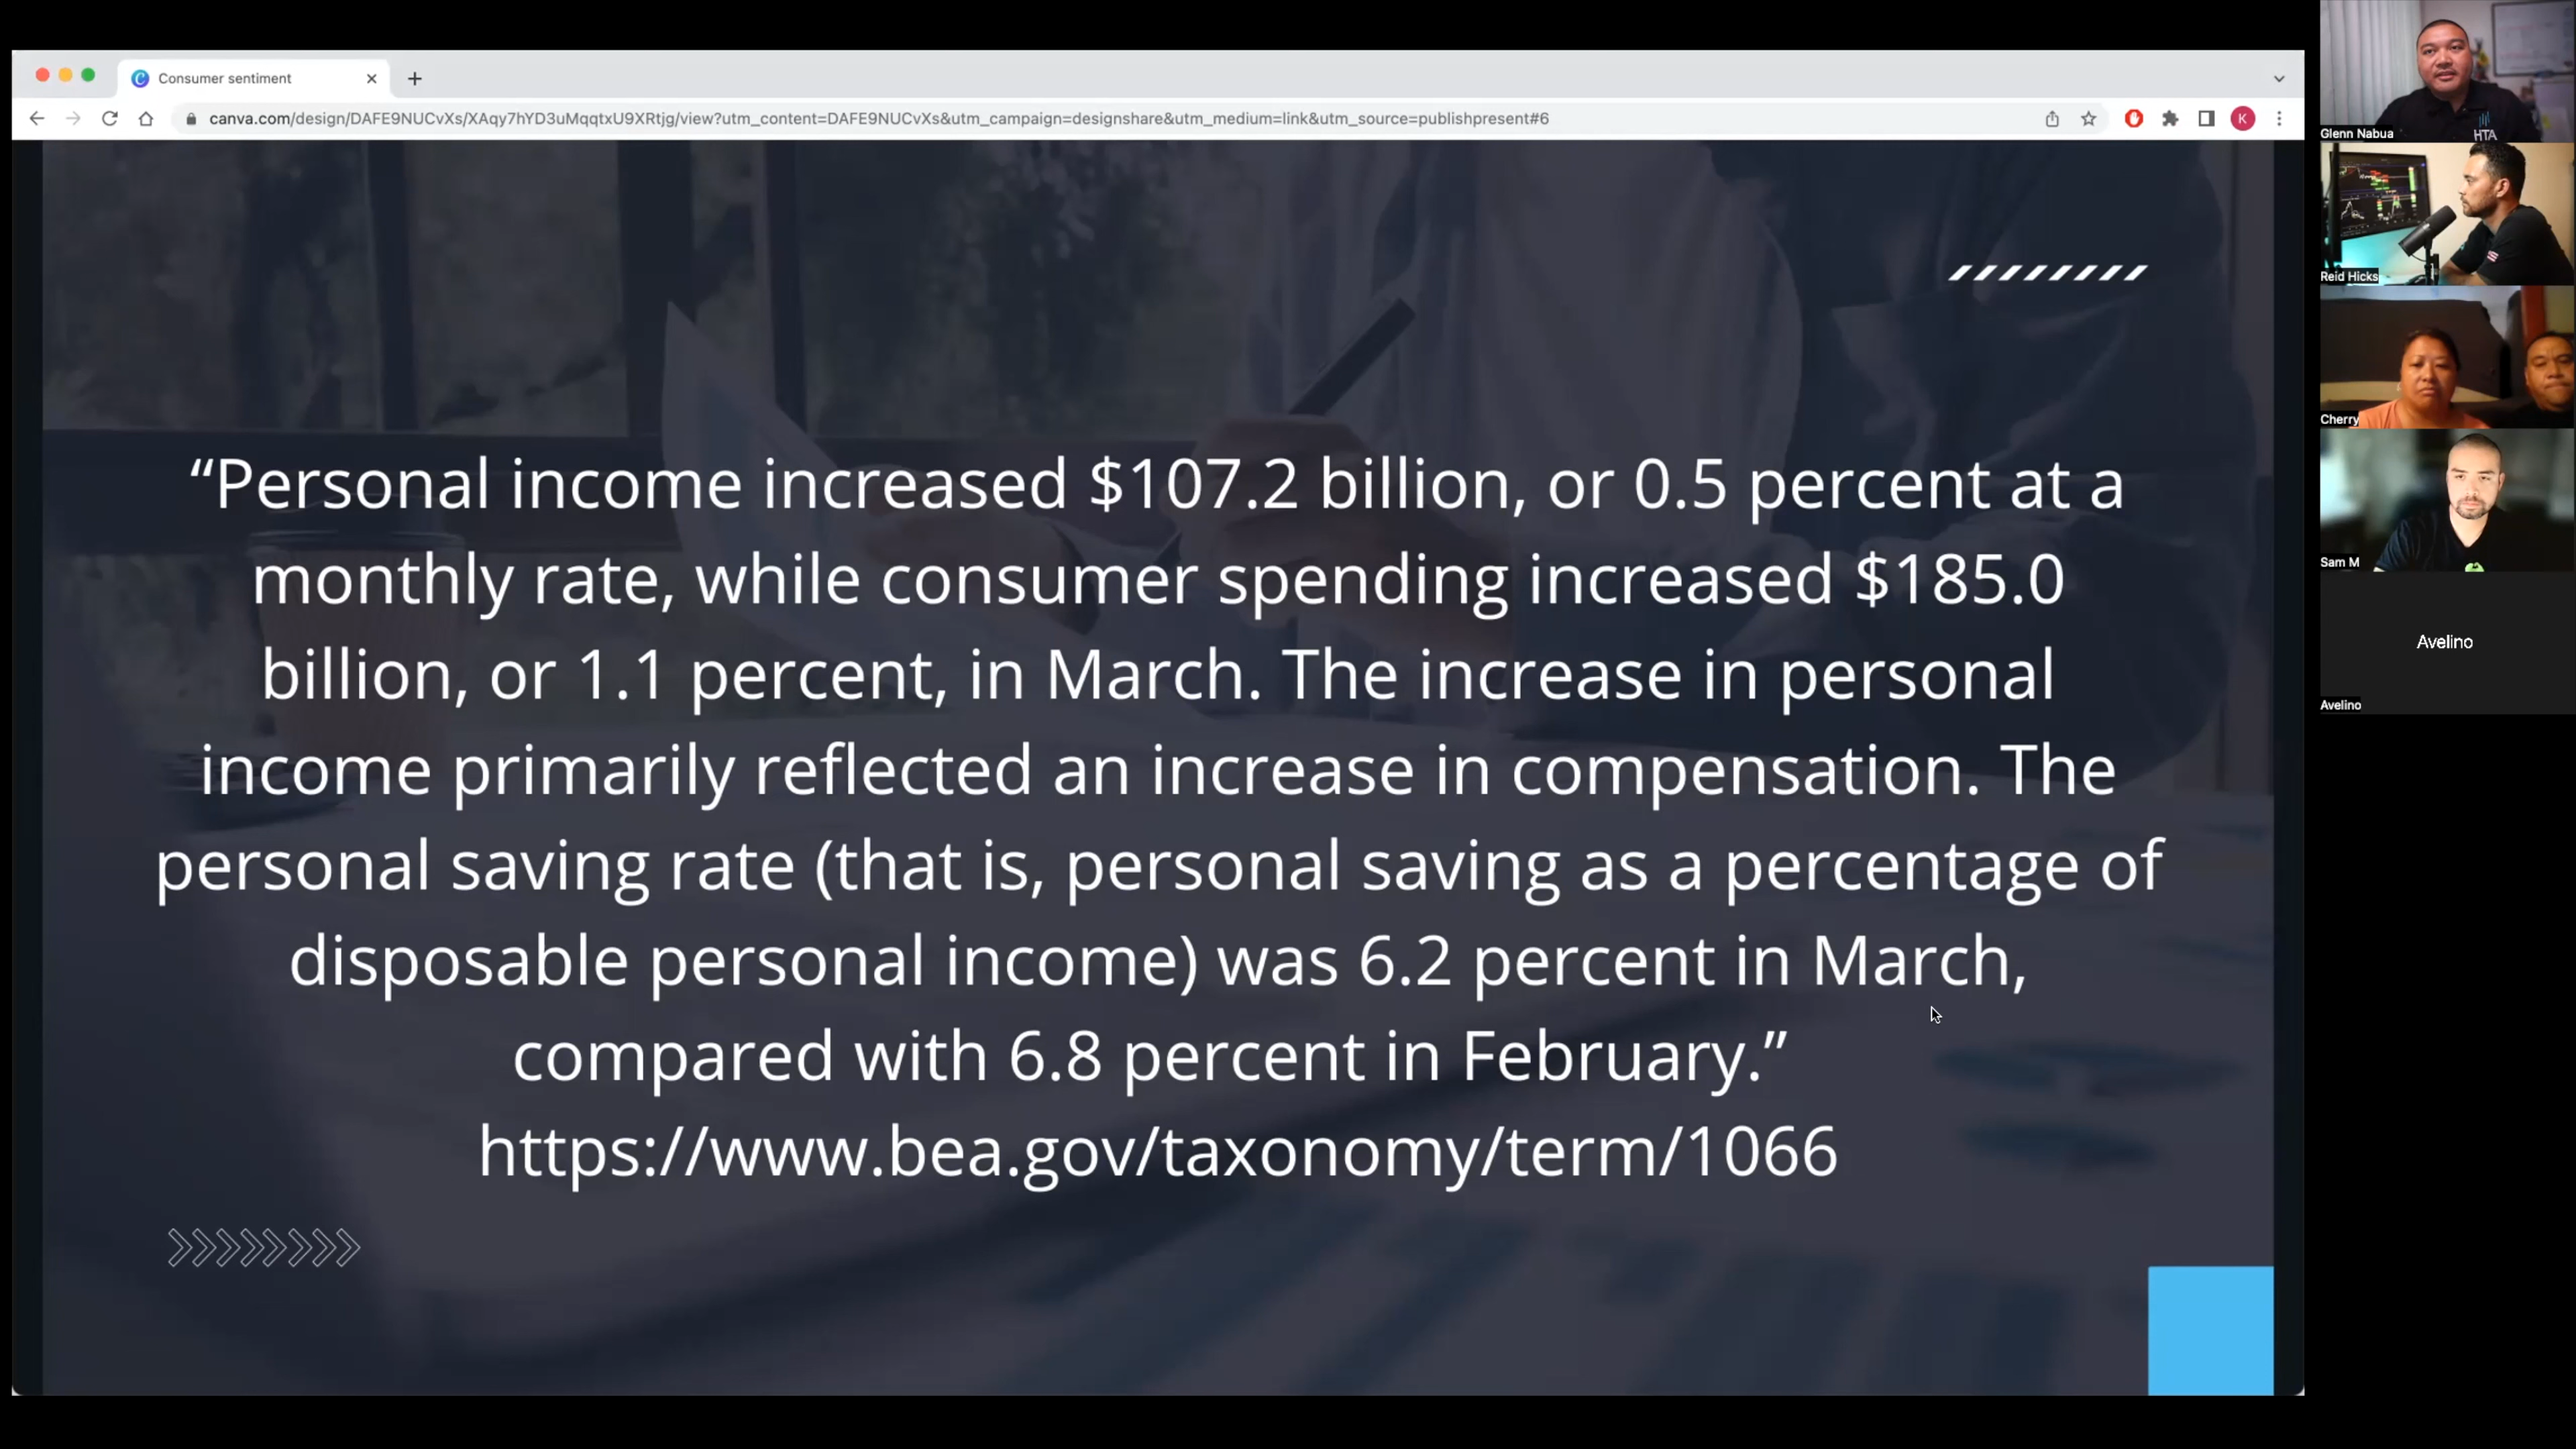 Consumer sentiment
canva.com/design/DAFE9NUCvXs/XAqy7hYD3uMqqtxU9XRtjg/view?utm_content=DAFE9NUCvXs&utm_campaign=designshare&utm_medium=link&utm_source=publishpresent#6
K
“Personal income increased $107.2 billion, or 0.5 percent at a
monthly rate, while consumer spending increased $185.0
billion, or 1.1 percent, in March. The increase in personal
income primarily reflected an increase in compensation. The
personal saving rate (that is, personal saving as a percentage of
disposable personal income) was 6.2 percent in March,
compared with 6.8 percent in February.”
https://www.bea.gov/taxonomy/term/1066
HTA
Glenn Nabua
Reid Hicks
Cherry
Sam M
Avelino
Avelino